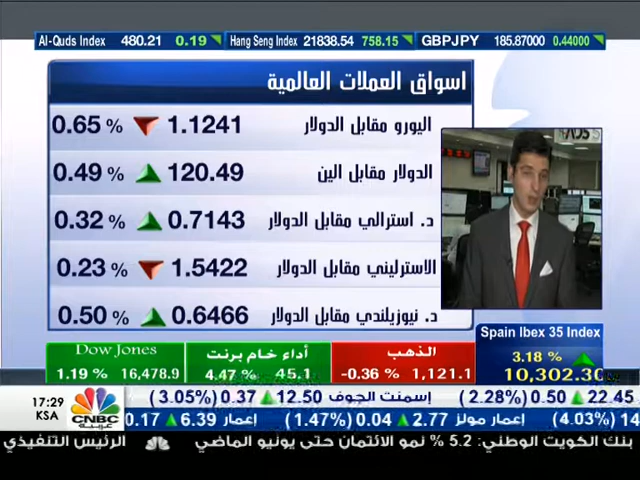 Al-Quds Index 480.21 0.19 Hang Seng Index 21838.54 758.15 GBPJPY 185.87000 0.44000
اسواق العملات العالمية
اليورو مقابل الدولار 1.1241 0.65 %
الدولار مقابل الين 120.49 0.49 %
د. استرالي مقابل الدولار 0.7143 0.32 %
الاسترليني مقابل الدولار 1.5422 0.23 %
د. نيوزيلندي مقابل الدولار 0.6466 0.50 %
Spain Ibex 35 Index
3.18 %
10,302.30
Dow Jones
1.19 % 16,478.9
أداء خام برنت
4.47 % 45.1
الذهب
-0.36 % 1,121.1
17:29
KSA
CNBC
عربية
22.45 0.50 (2.28%) إسمنت الجوف 12.50 0.37 (3.05%)
14 (4.03%) إعمار مولز 2.77 0.04 (1.47%) إعمار 6.39 0.17
بنك الكويت الوطني: 5.2 % نمو الائتمان حتى يونيو الماضي الرئيس التنفيذي